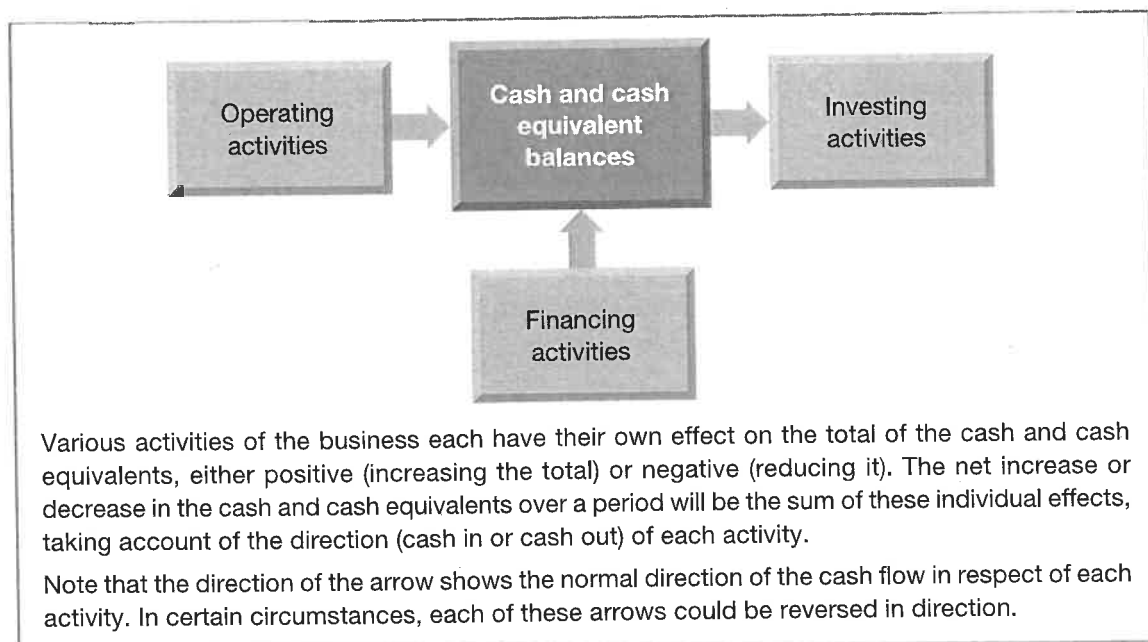 Operating
activities
Cash and cash
equivalent
balances
Investing
activities
Financing
activities
Various activities of the business each have their own effect on the total of the cash and cash
equivalents, either positive (increasing the total) or negative (reducing it). The net increase or
decrease in the cash and cash equivalents over a period will be the sum of these individual effects,
taking account of the direction (cash in or cash out) of each activity.
Note that the direction of the arrow shows the normal direction of the cash flow in respect of each
activity. In certain circumstances, each of these arrows could be reversed in direction.